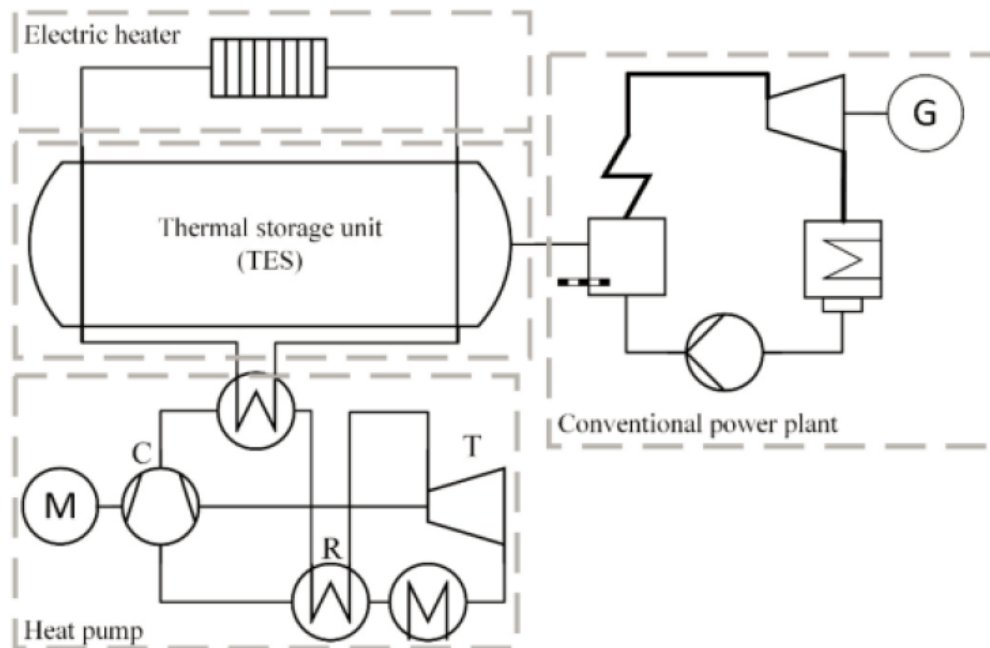 Electric heater
Thermal storage unit
(TES)
G
Conventional power plant
C
T
M
R
Heat pump